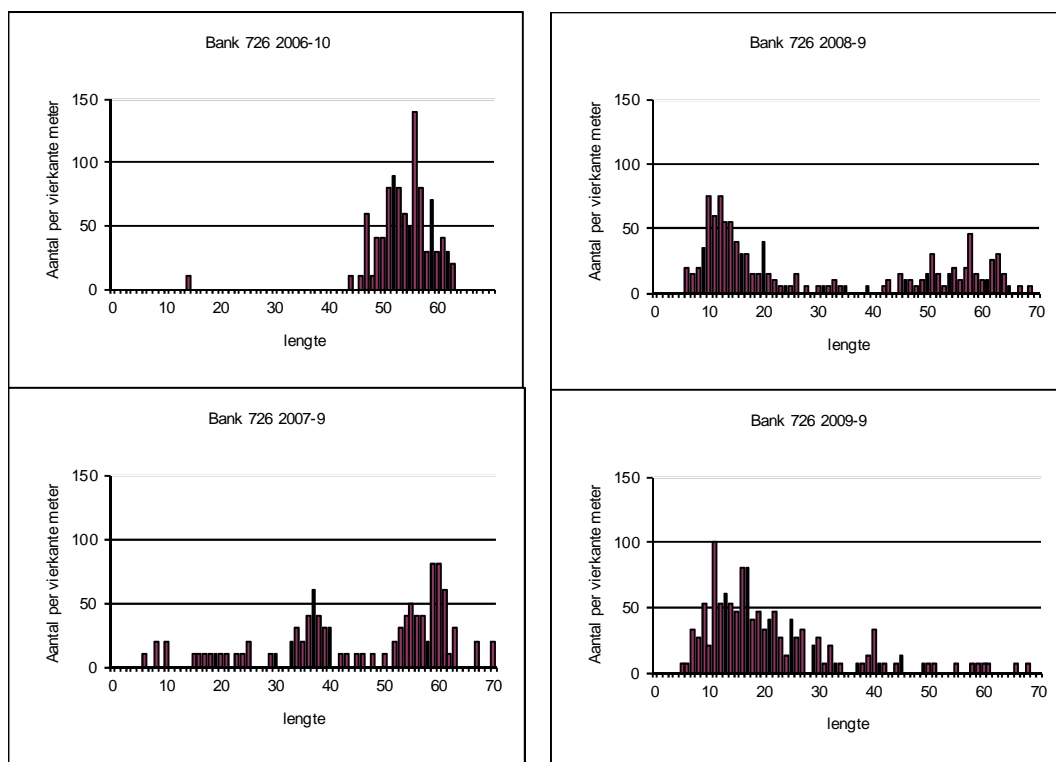 Bank 726 2006-10
Aantal per vierkante meter
150
100
50
0
0 10 20 30 40 50 60
lengte
Bank 726 2008-9
Aantal per vierkante meter
150
100
50
0
0 10 20 30 40 50 60 70
lengte
Bank 726 2007-9
Aantal per vierkante meter
150
100
50
0
0 10 20 30 40 50 60 70
lengte
Bank 726 2009-9
Aantal per vierkante meter
150
100
50
0
0 10 20 30 40 50 60 70
lengte